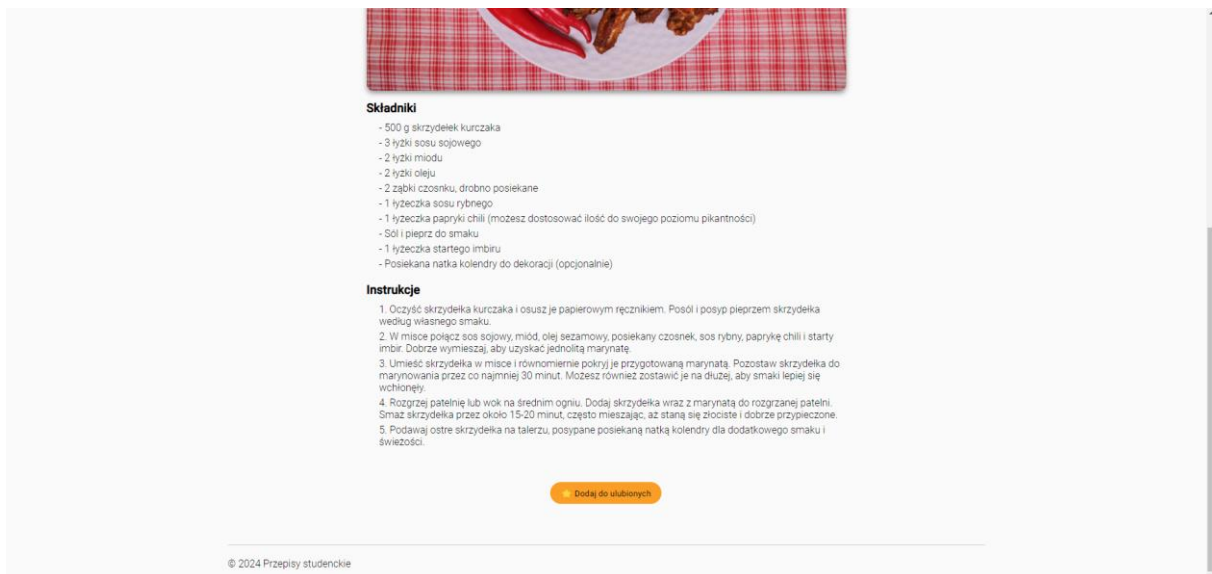 Składniki
- 500 g skrzydełek kurczaka
- 3 łyżki sosu sojowego
- 2 łyżki miodu
- 2 łyżki oleju
- 2 ząbki czosnku, drobno posiekane
- 1 łyżeczka sosu rybnego
- 1 łyżeczka papryki chili (możesz dostosować ilość do swojego poziomu pikantności)
- Sól i pieprz do smaku
- 1 łyżeczka startego imbiru
- Posiekana natka kolendry do dekoracji (opcjonalnie)
Instrukcje
1. Oczyść skrzydełka kurczaka i osusz je papierowym ręcznikiem. Posól i posyp pieprzem skrzydełka
według własnego smaku.
2. W misce połącz sos sojowy, miód, olej sezamowy, posiekany czosnek, sos rybny, paprykę chili i starty
imbir. Dobrze wymieszaj, aby uzyskać jednolitą marynatę.
3. Umieść skrzydełka w misce i równomiernie pokryj je przygotowaną marynatą. Pozostaw skrzydełka do
marynowania przez co najmniej 30 minut. Możesz również zostawić je na dłużej, aby smaki lepiej się
wchłonęły.
4. Rozgrzej patelnię lub wok na średnim ogniu. Dodaj skrzydełka wraz z marynatą do rozgrzanej patelni.
Smaż skrzydełka przez około 15-20 minut, często mieszając, aż staną się złociste i dobrze przypieczone.
5. Podawaj ostre skrzydełka na talerzu, posypane posiekaną natką kolendry dla dodatkowego smaku i
świeżości.
Dodaj do ulubionych
© 2024 Przepisy studenckie